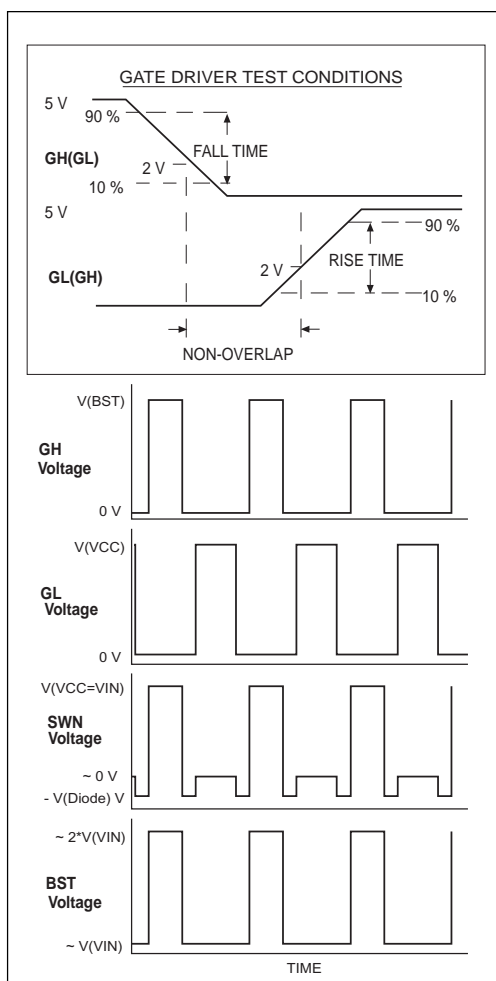 GATE DRIVER TEST CONDITIONS
5 V
90 %
FALL TIME
GH(GL)
2 V
10 %
5 V
90 %
2 V
RISE TIME
GL(GH)
10 %
NON-OVERLAP
V(BST)
GH
Voltage
0 V
V(VCC)
GL
Voltage
0 V
V(VCC=VIN)
SWN
Voltage
~ 0 V
- V(Diode) V
~ 2*V(VIN)
BST
Voltage
~ V(VIN)
TIME